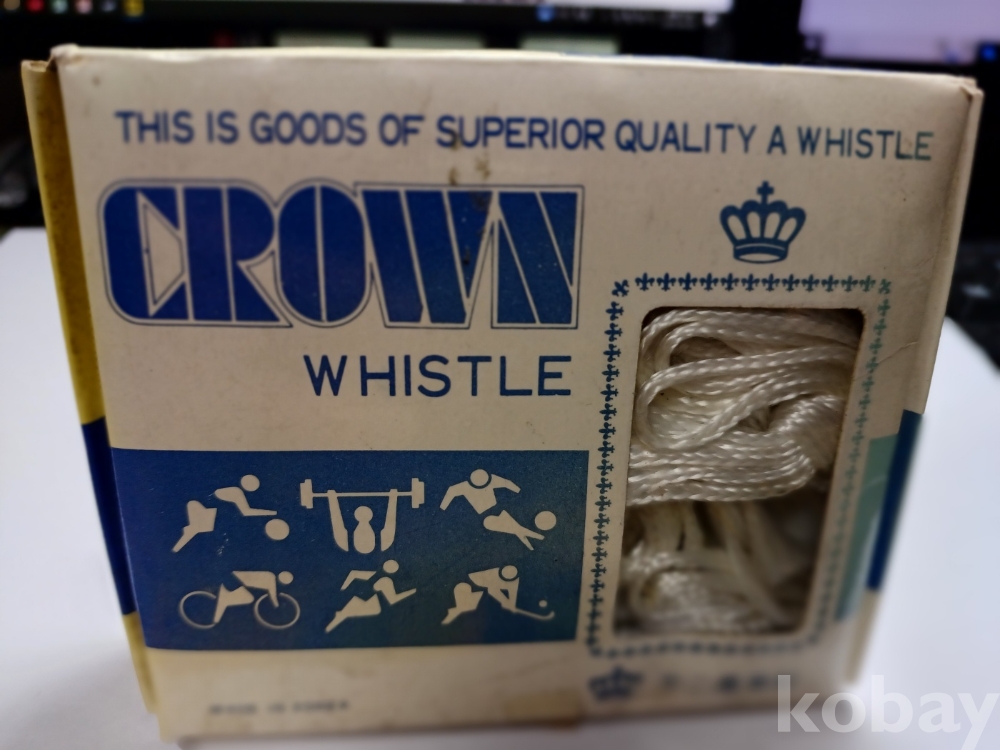 THIS IS GOODS OF SUPERIOR QUALITY A WHISTLE
CROWN
WHISTLE
MADE IN KOREA
kobay